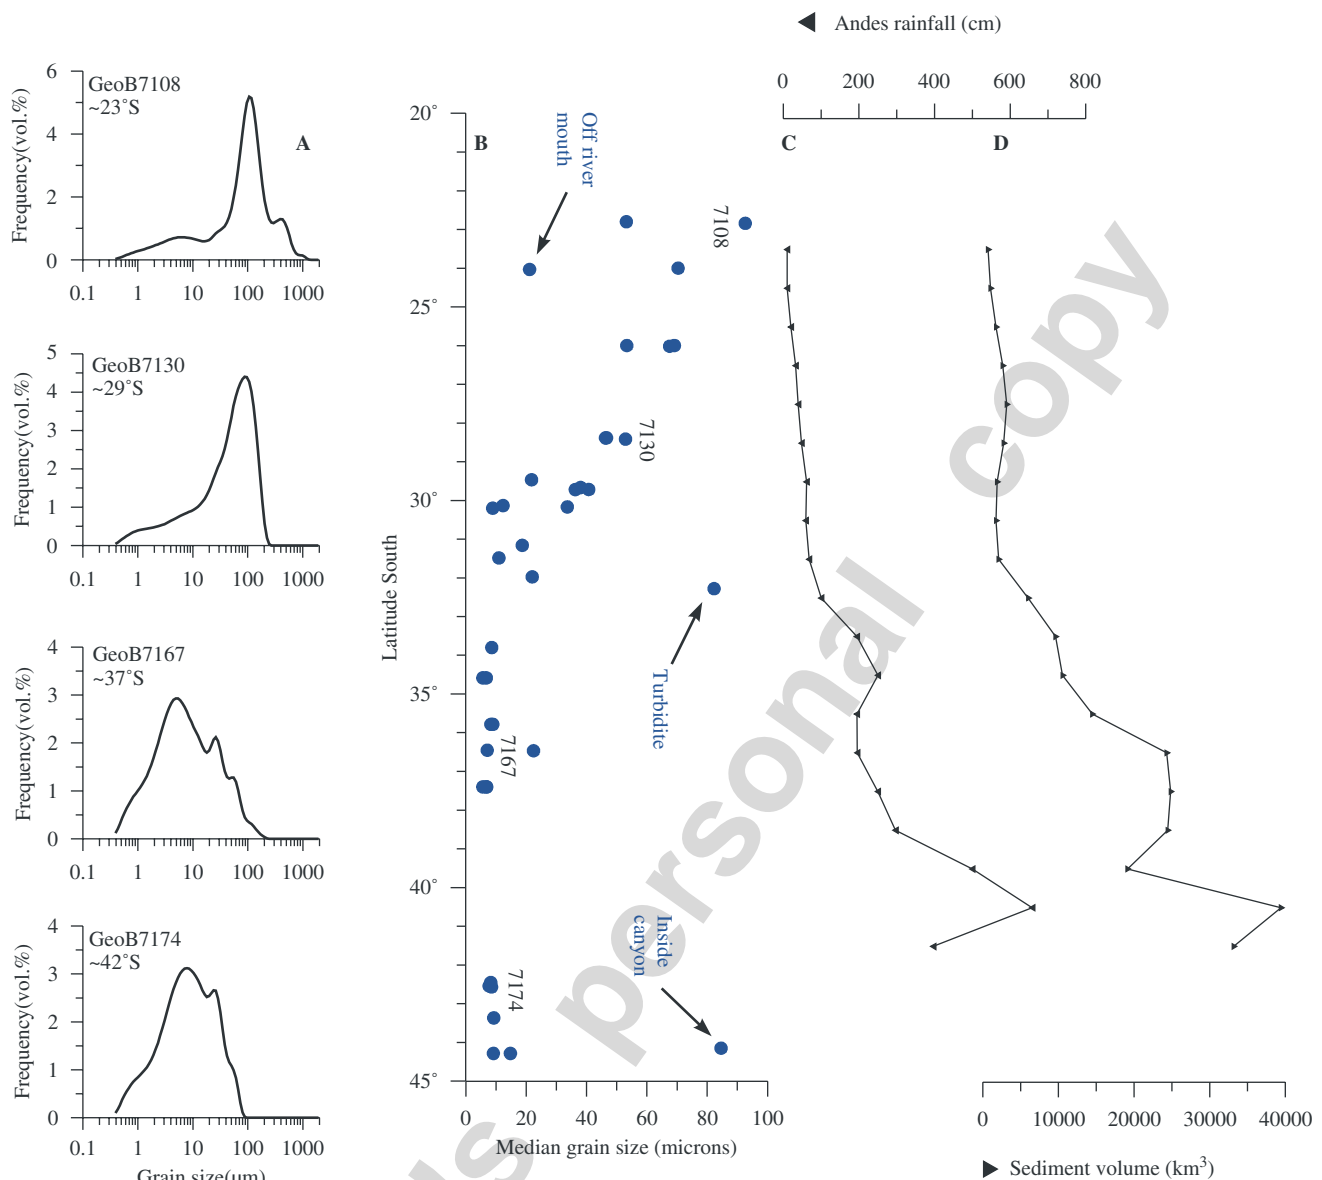 Andes rainfall (cm)
0 200 400 600 800
6
4
2
0
Frequency(vol.%)
GeoB7108
~23˚S
A
0.1 1 10 100 1000
5
4
3
2
1
0
Frequency(vol.%)
GeoB7130
~29˚S
0.1 1 10 100 1000
4
3
2
1
0
Frequency(vol.%)
GeoB7167
~37˚S
0.1 1 10 100 1000
4
3
2
1
0
Frequency(vol.%)
GeoB7174
~42˚S
0.1 1 10 100 1000
Grain size(μm)
B
20˚
25˚
30˚
35˚
40˚
45˚
Latitude South
Off river
mouth
7108
7130
Turbidite
7167
Inside
canyon
7174
0 20 40 60 80 100
Median grain size (microns)
C
D
0 10000 20000 30000 40000
Sediment volume (km3)
personal copy